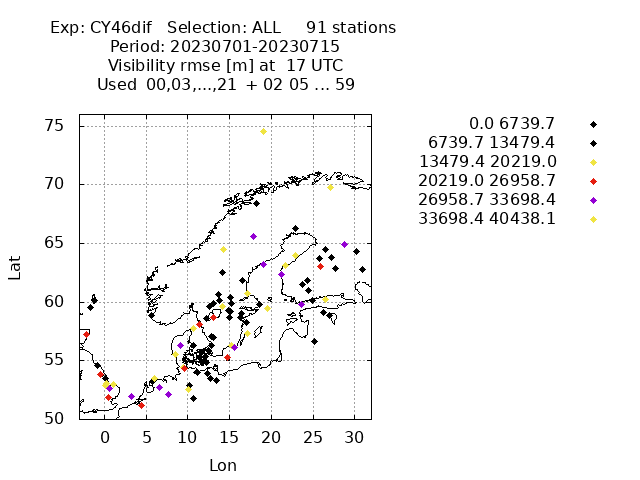 Exp: CY46dif Selection: ALL 91 stations
Period: 20230701-20230715
Visibility rmse [m] at 17 UTC
Used 00,03,...,21 + 02 05 ... 59
0.0 6739.7
6739.7 13479.4
13479.4 20219.0
20219.0 26958.7
26958.7 33698.4
33698.4 40438.1
75
70
65
60
55
50
Lat
0 5 10 15 20 25 30
Lon